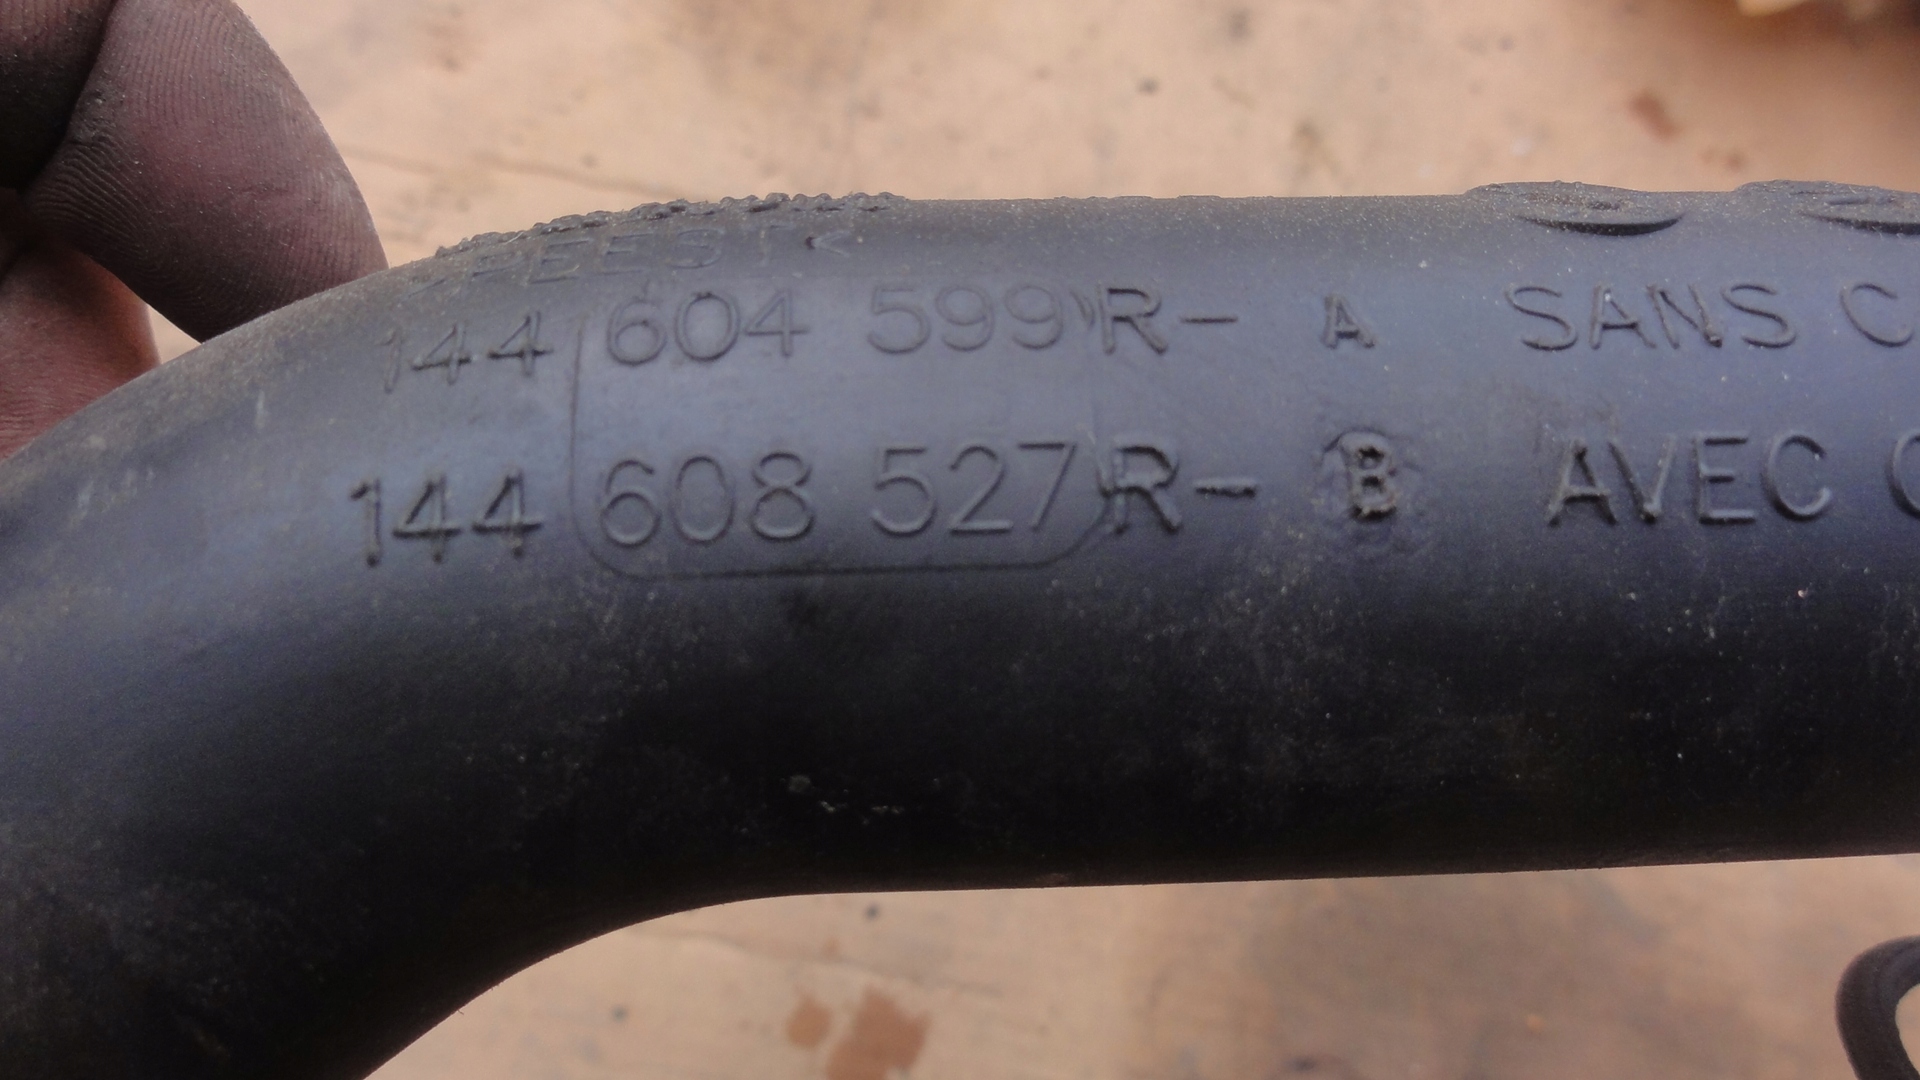 144 604 599 R- A SANS C
144 608 527 R- B AVEC C